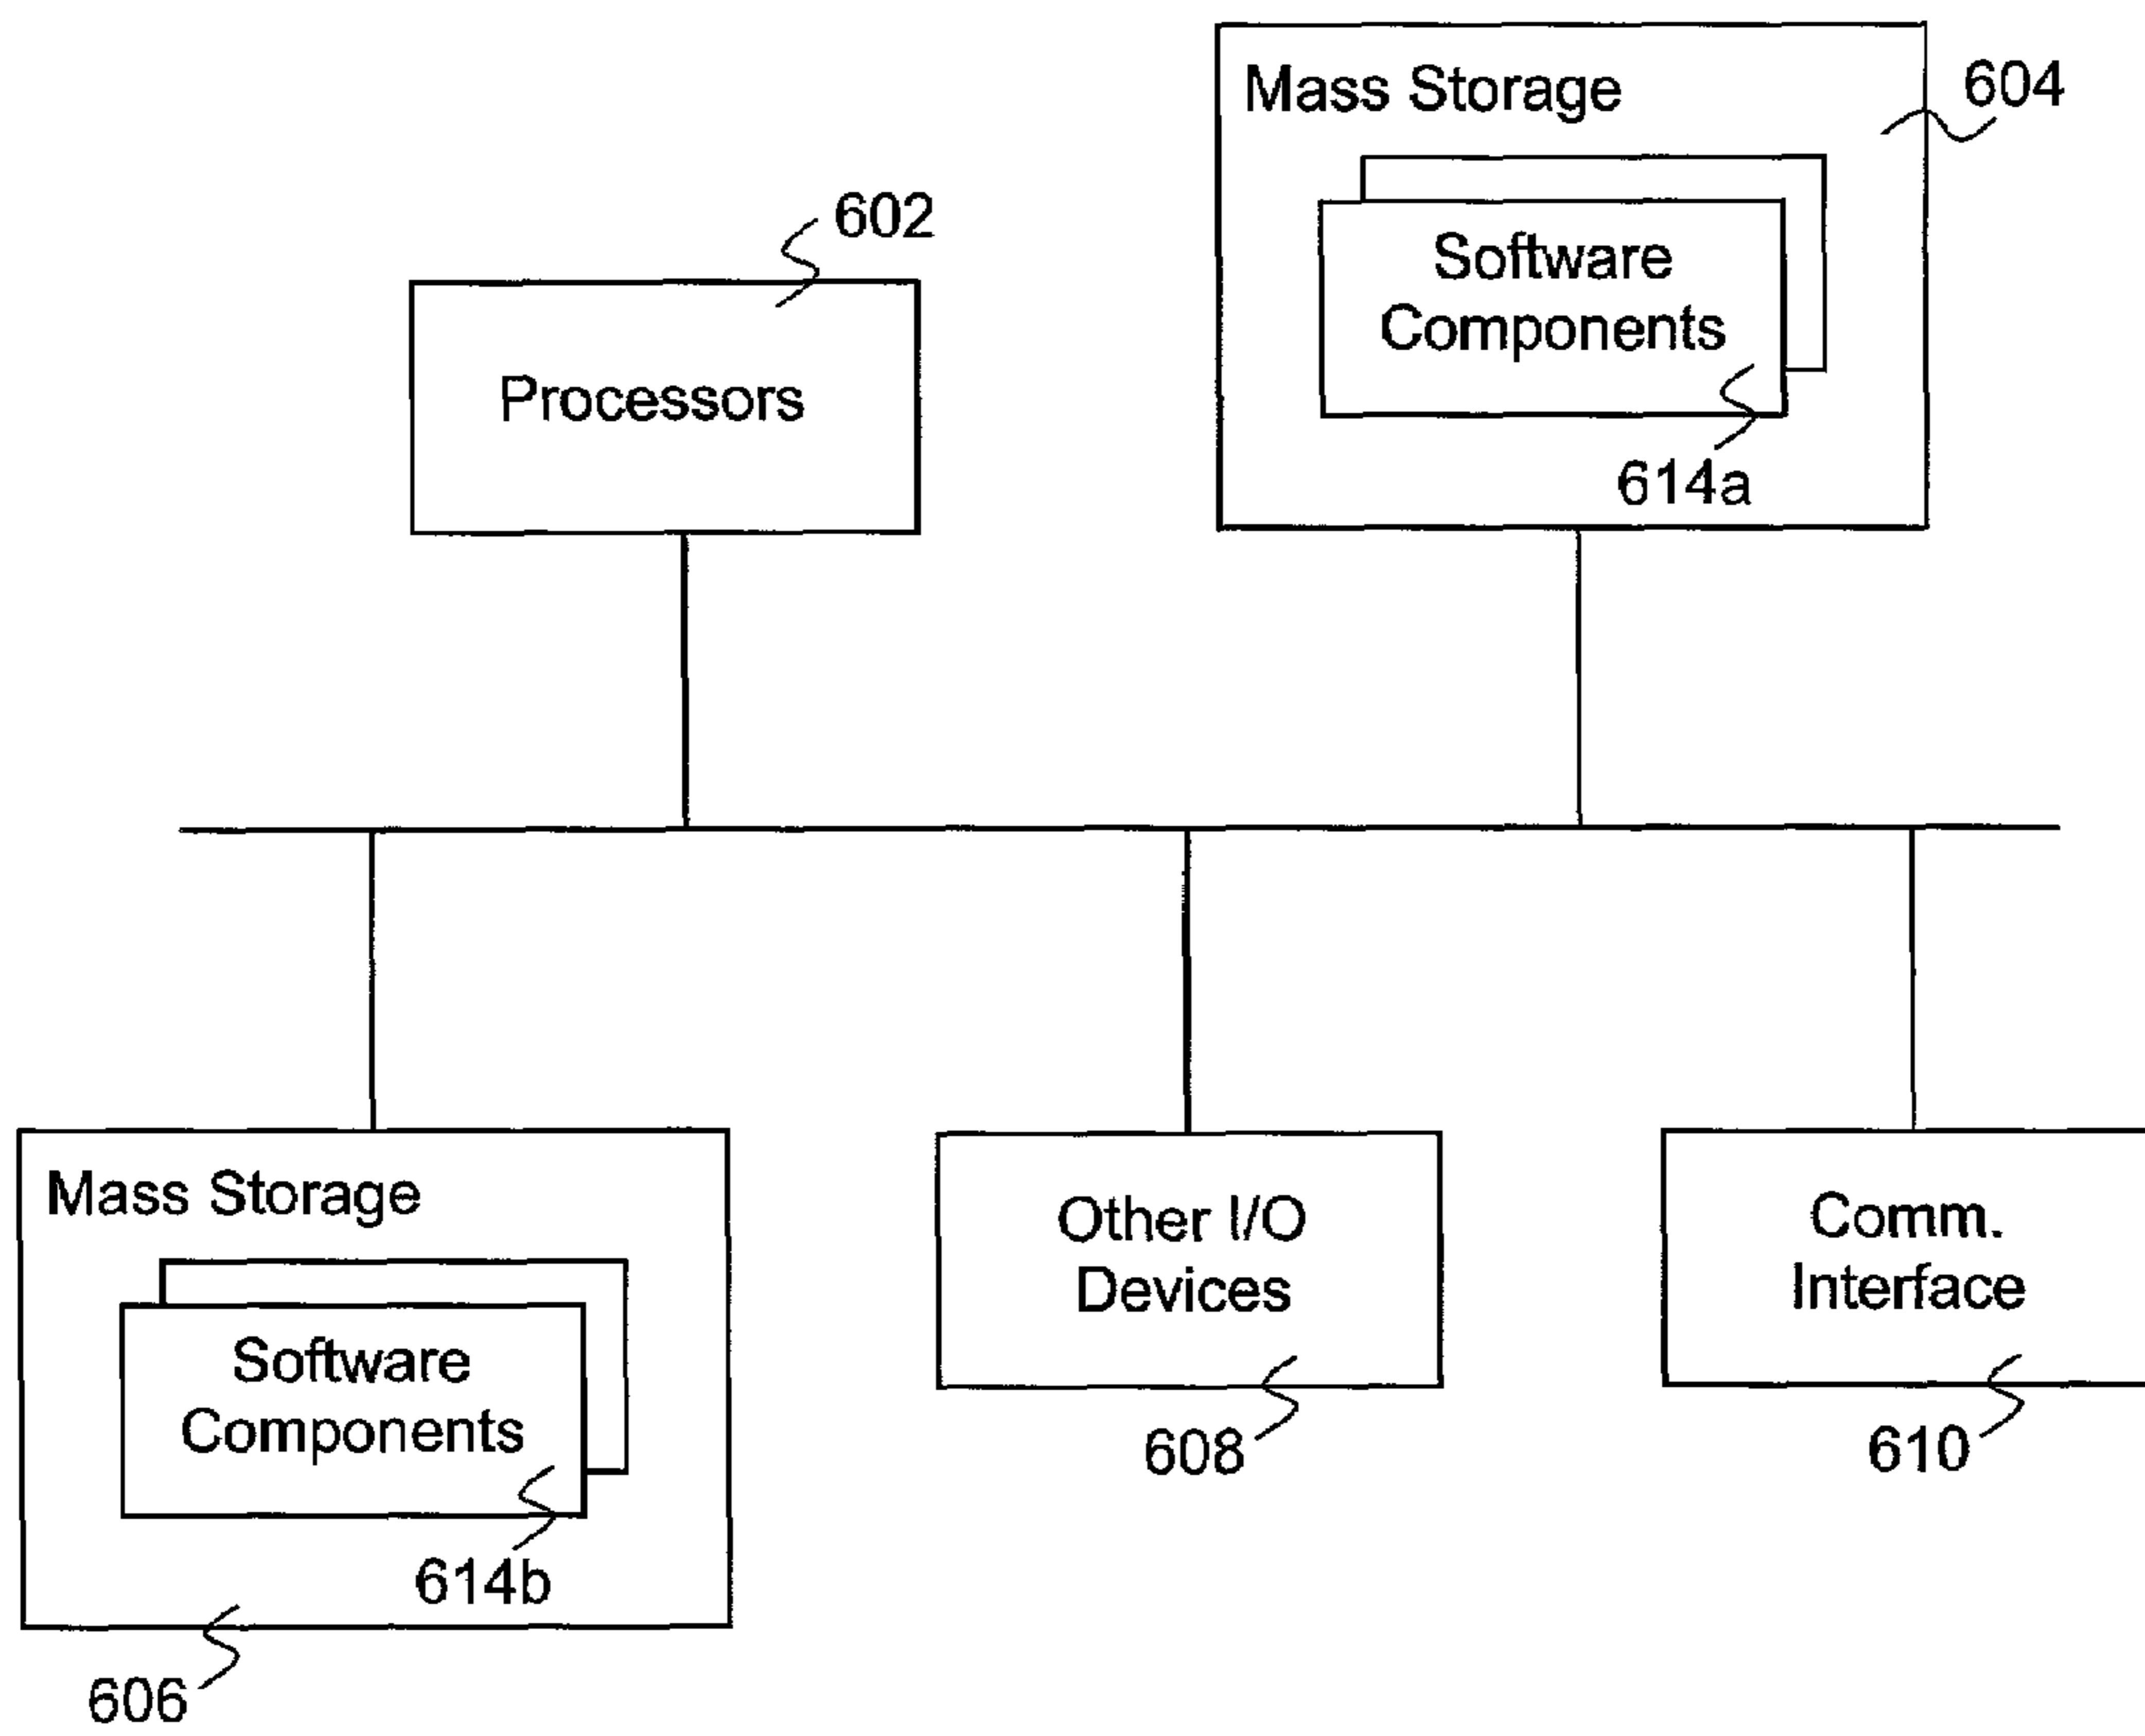 Mass Storage
604
602
Software
Components
Processors
614a
Mass Storage
Other I/O
Devices
Comm.
Interface
Software
Components
608
610
614b
606